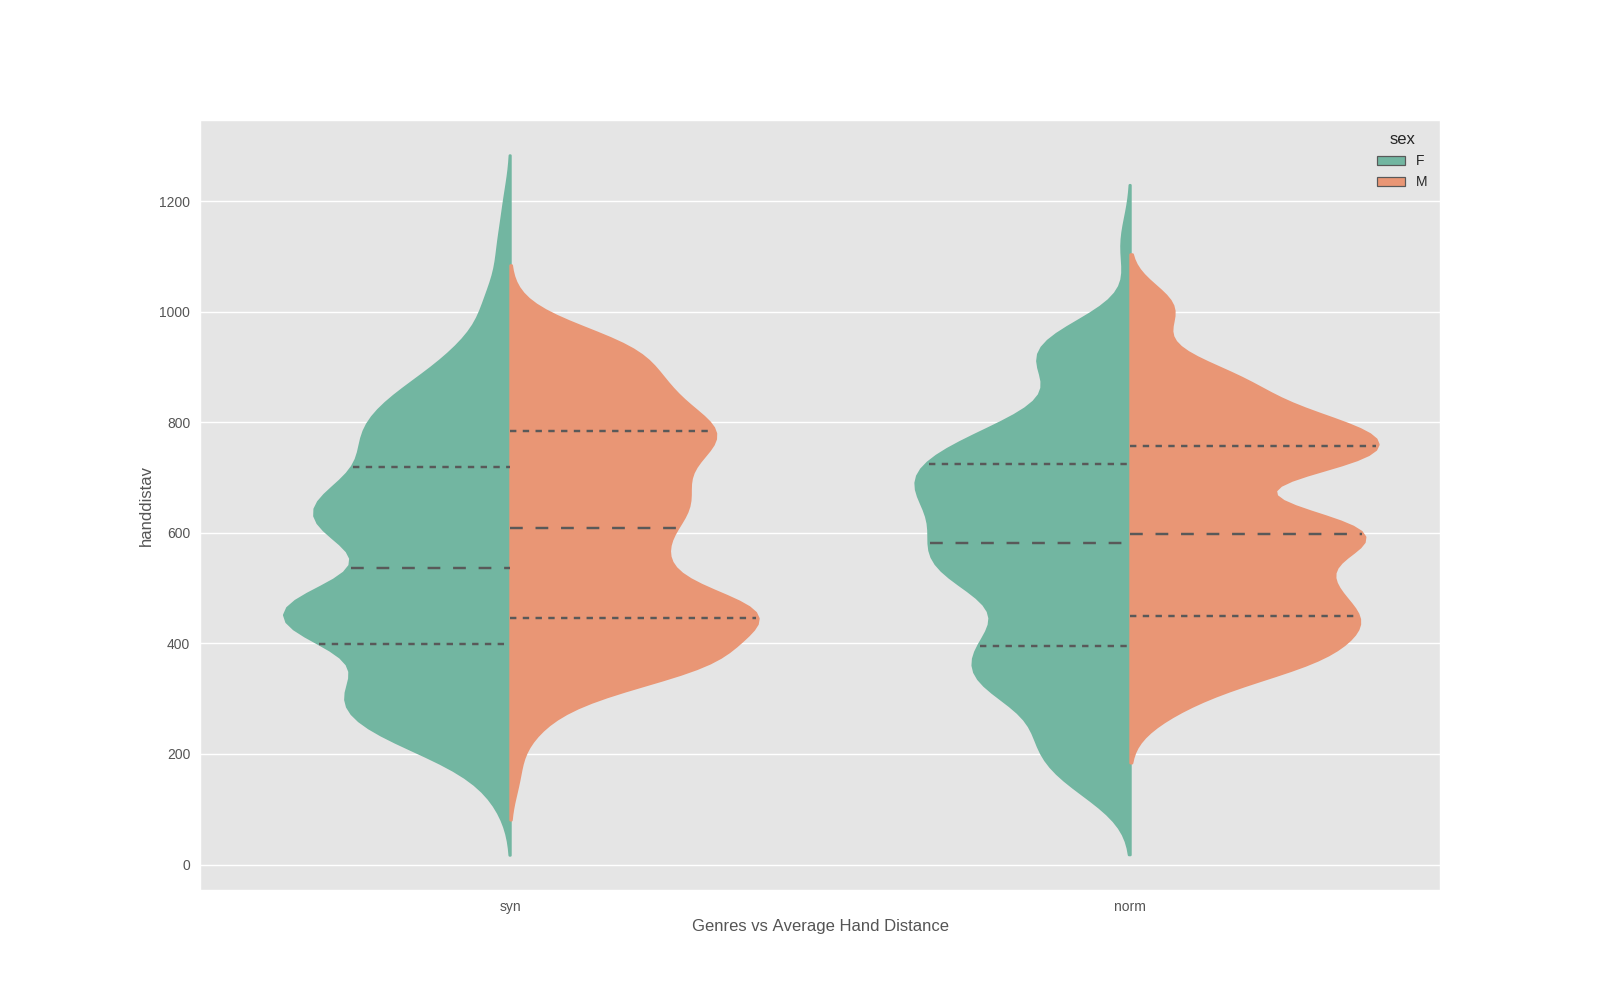 sex
F
M
1200
1000
800
600
400
200
0
handdistav
syn
norm
Genres vs Average Hand Distance